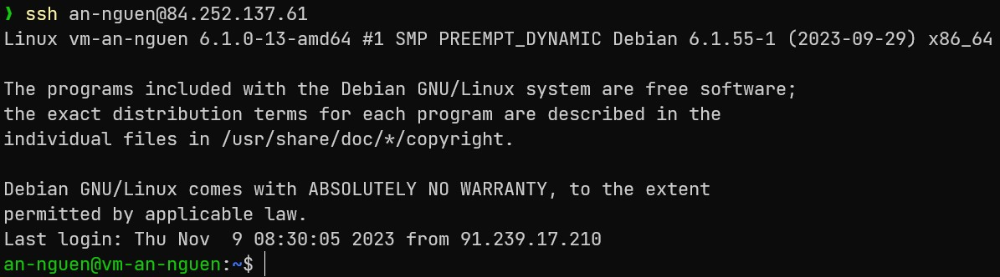 ❯ ssh an-nguen@84.252.137.61
Linux vm-an-nguen 6.1.0-13-amd64 #1 SMP PREEMPT_DYNAMIC Debian 6.1.55-1 (2023-09-29) x86_64

The programs included with the Debian GNU/Linux system are free software;
the exact distribution terms for each program are described in the
individual files in /usr/share/doc/*/copyright.

Debian GNU/Linux comes with ABSOLUTELY NO WARRANTY, to the extent
permitted by applicable law.
Last login: Thu Nov  9 08:30:05 2023 from 91.239.17.210
an-nguen@vm-an-nguen:~$